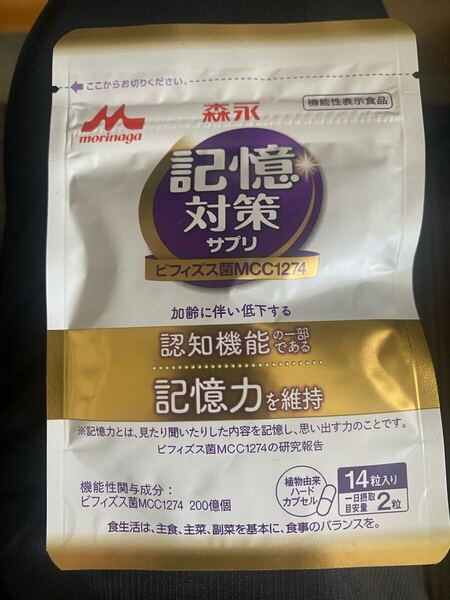 ここからお切りください。
機能性表示食品
morinaga
森永
記憶
対策
サプリ
ビフィズス菌MCC1274
加齢に伴い低下する
認知機能の一部である
記憶力を維持
※記憶力とは、見たり聞いたりした内容を記憶し、思い出す力のことです。
ビフィズス菌MCC1274の研究報告
機能性関与成分：
ビフィズス菌MCC1274 200億個
植物由来
ハード
カプセル
14粒入り
一日摂取
目安量 2粒
食生活は、主食、主菜、副菜を基本に、食事のバランスを。